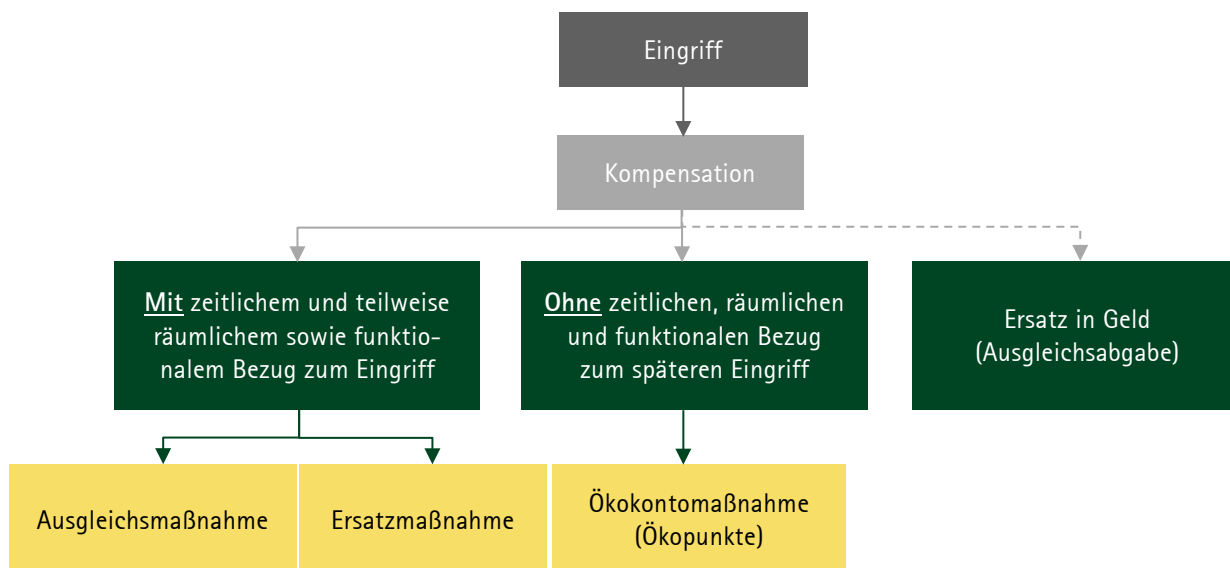 Eingriff
Kompensation
Mit zeitlichem und teilweise
räumlichem sowie funktio-
nalem Bezug zum Eingriff
Ohne zeitlichen, räumlichen
und funktionalen Bezug
zum späteren Eingriff
Ersatz in Geld
(Ausgleichsabgabe)
Ausgleichsmaßnahme
Ersatzmaßnahme
Ökokontomaßnahme
(Ökopunkte)